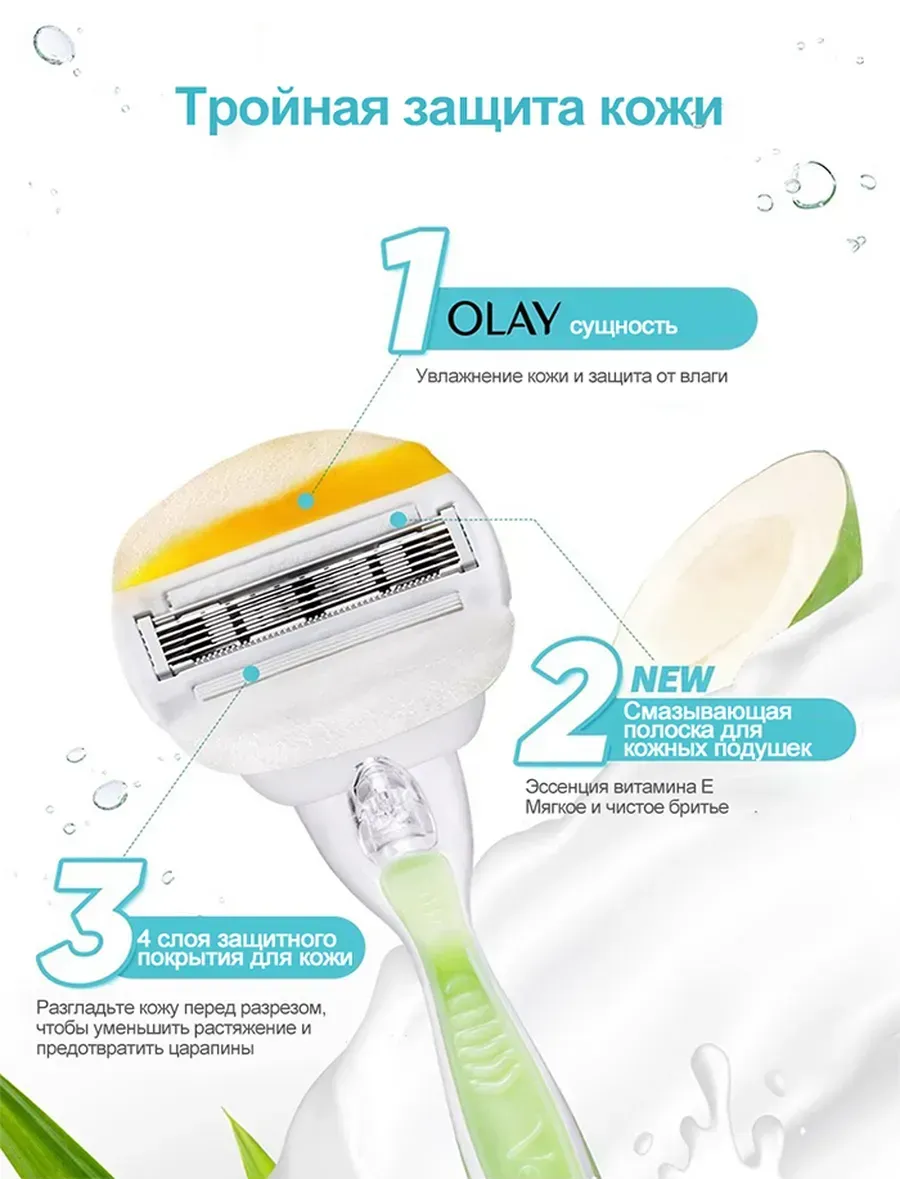 Тройная защита кожи
1
OLAY сущность
Увлажнение кожи и защита от влаги
2
NEW
Смазывающая
полоска для
кожных подушек
Эссенция витамина Е
Мягкое и чистое бритье
3
4 слоя защитного
покрытия для кожи
Разгладьте кожу перед разрезом,
чтобы уменьшить растяжение и
предотвратить царапины